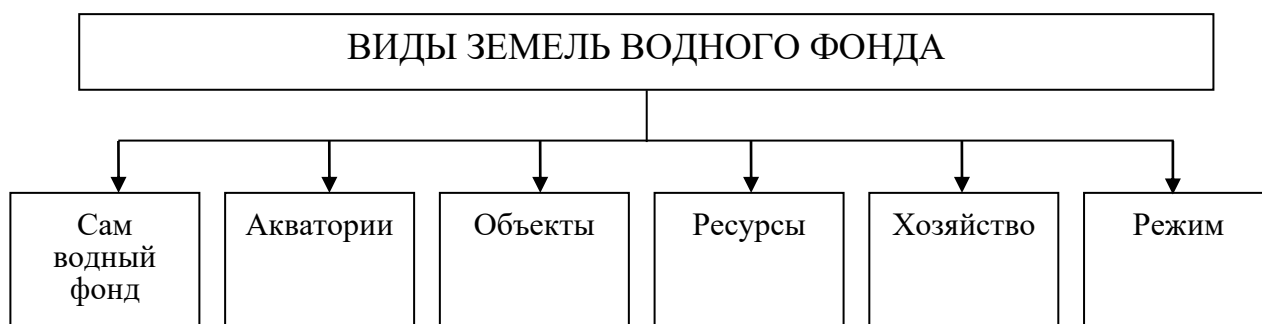 ВИДЫ ЗЕМЕЛЬ ВОДНОГО ФОНДА
Сам
водный
фонд
Акватории
Объекты
Ресурсы
Хозяйство
Режим